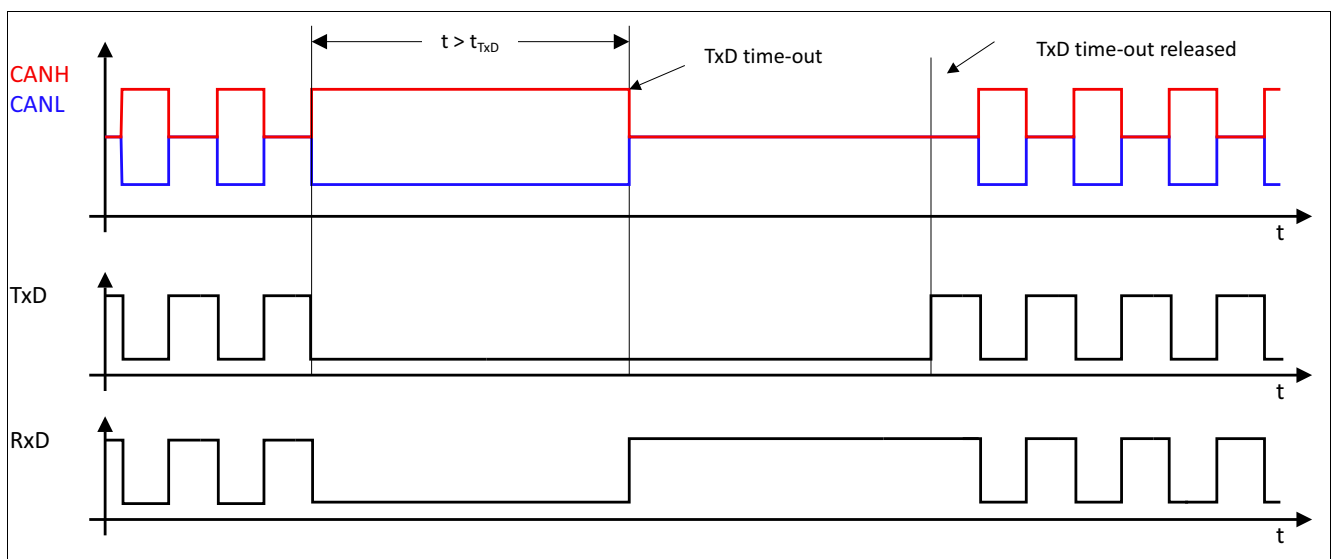 t > tTxD
TxD time-out
TxD time-out released
CANH
CANL
t
TxD
t
RxD
t